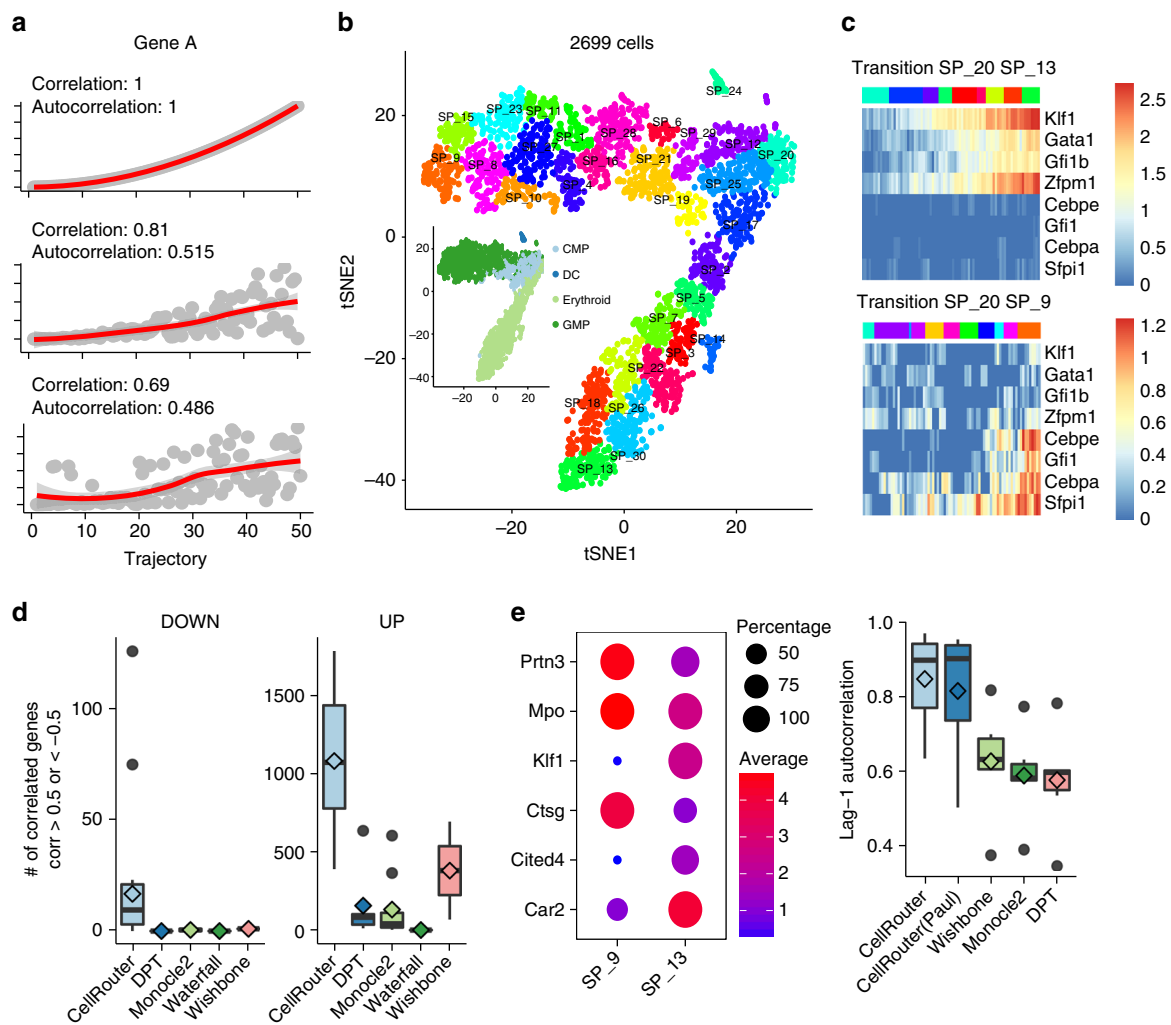 a
Gene A
Correlation: 1
Autocorrelation: 1
Correlation: 0.81
Autocorrelation: 0.515
Correlation: 0.69
Autocorrelation: 0.486
0 10 20 30 40 50
Trajectory
b
2699 cells
tSNE2
20
0
−20
−40
−20 0 20
tSNE1
SP_24
SP_23
SP_11
SP_15
SP_1
SP_28
SP_6
SP_29
SP_12
SP_20
SP_27
SP_9
SP_8
SP_16
SP_21
SP_4
SP_25
SP_10
SP_19
SP_17
SP_2
SP_5
SP_7
SP_14
SP_3
SP_22
SP_18
SP_26
SP_30
SP_13
20
0
−20
−40
−20 0 20
CMP
DC
Erythroid
GMP
c
Transition SP_20 SP_13
Klf1
Gata1
Gfi1b
Zfpm1
Cebpe
Gfi1
Cebpa
Sfpi1
2.5
2
1.5
1
0.5
0
Transition SP_20 SP_9
Klf1
Gata1
Gfi1b
Zfpm1
Cebpe
Gfi1
Cebpa
Sfpi1
1.2
1
0.8
0.6
0.4
0.2
0
d
DOWN
UP
# of correlated genes
corr > 0.5 or < −0.5
100
50
0
CellRouter
DPT
Monocle2
Waterfall
Wishbone
1500
1000
500
0
CellRouter
DPT
Monocle2
Waterfall
Wishbone
e
Prtn3
Mpo
Klf1
Ctsg
Cited4
Car2
SP_9
SP_13
Percentage
50
75
100
Average
4
3
2
1
Lag−1 autocorrelation
1.0
0.8
0.6
0.4
CellRouter
CellRouter(Paul)
Wishbone
Monocle2
DPT